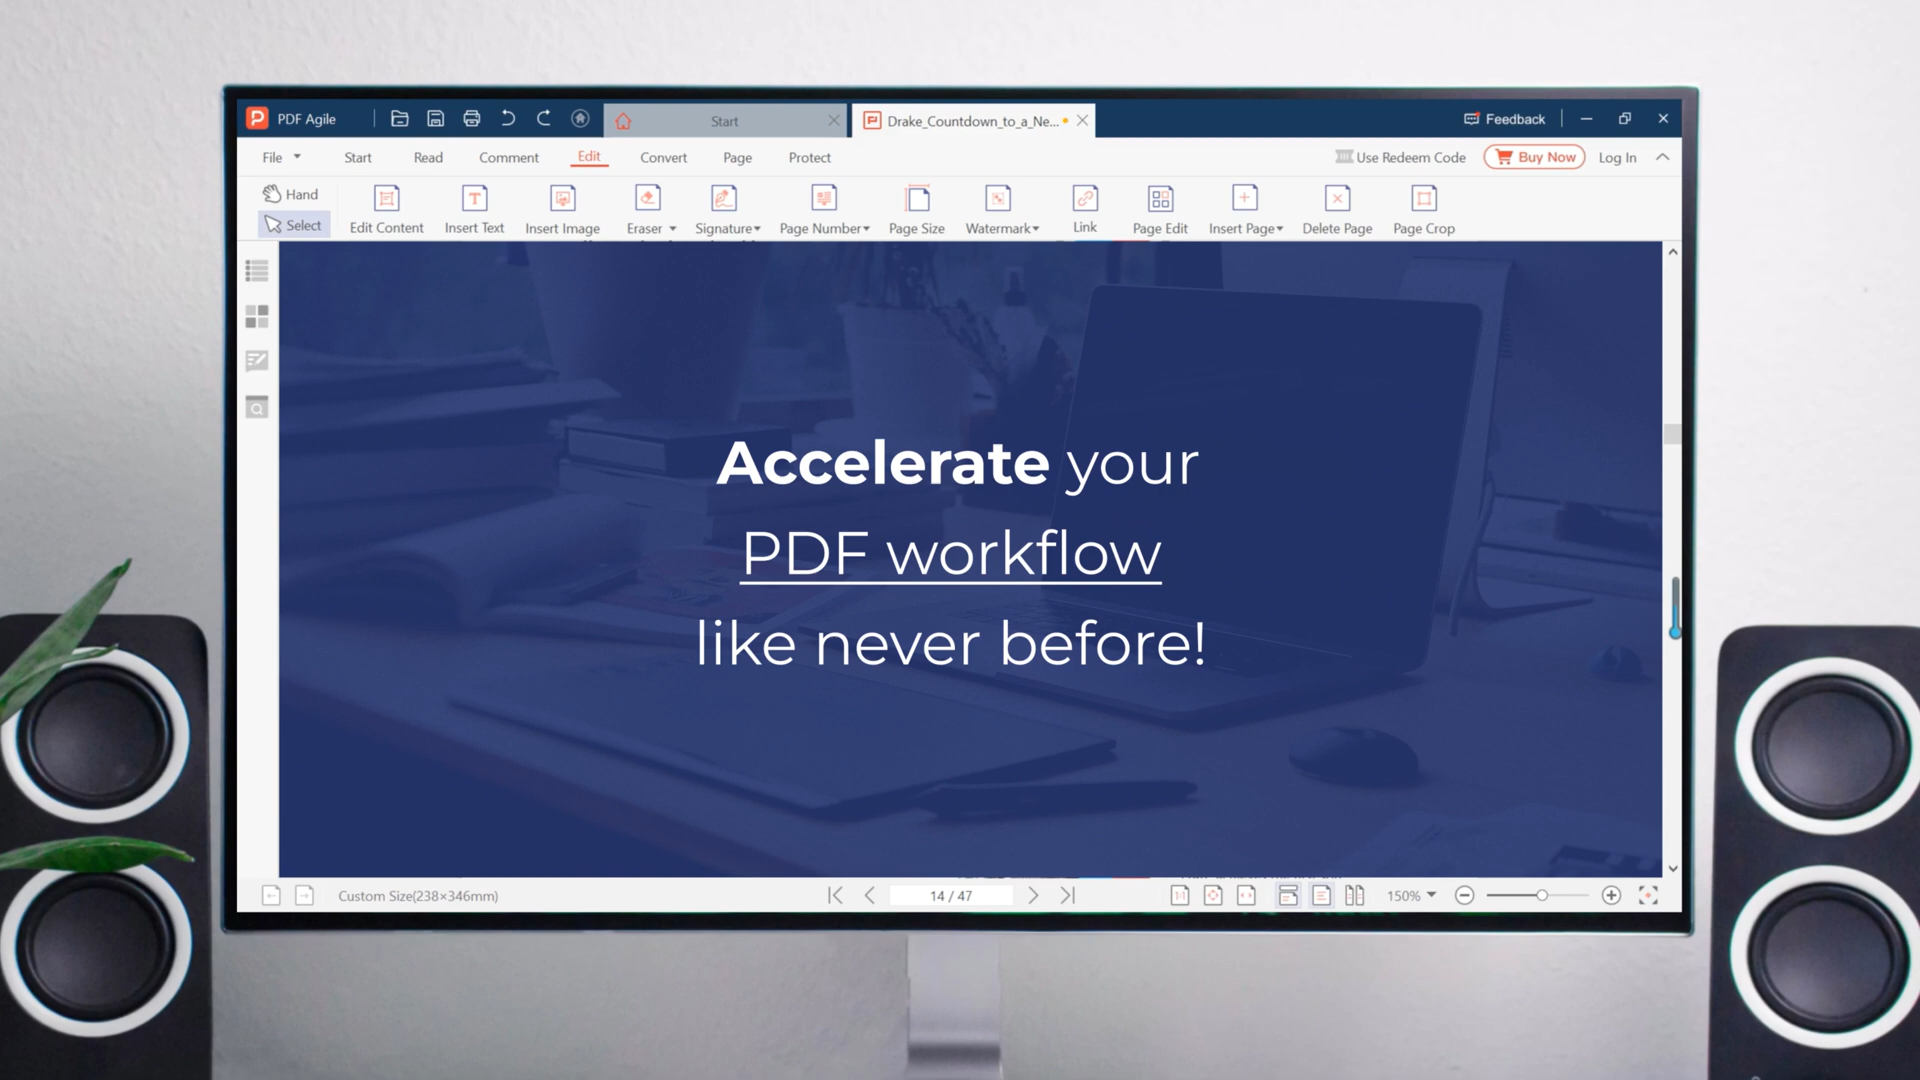 PDF Agile
Start
Drake_Countdown_to_a_Ne...
Feedback
File Start Read Comment Edit Convert Page Protect
Use Redeem Code Buy Now Log In
Hand
Select
Edit Content Insert Text Insert Image Eraser Signature Page Number Page Size Watermark Link Page Edit Insert Page Delete Page Page Crop
Accelerate your
PDF workflow
like never before!
Custom Size(238×346mm)
14 / 47
150%